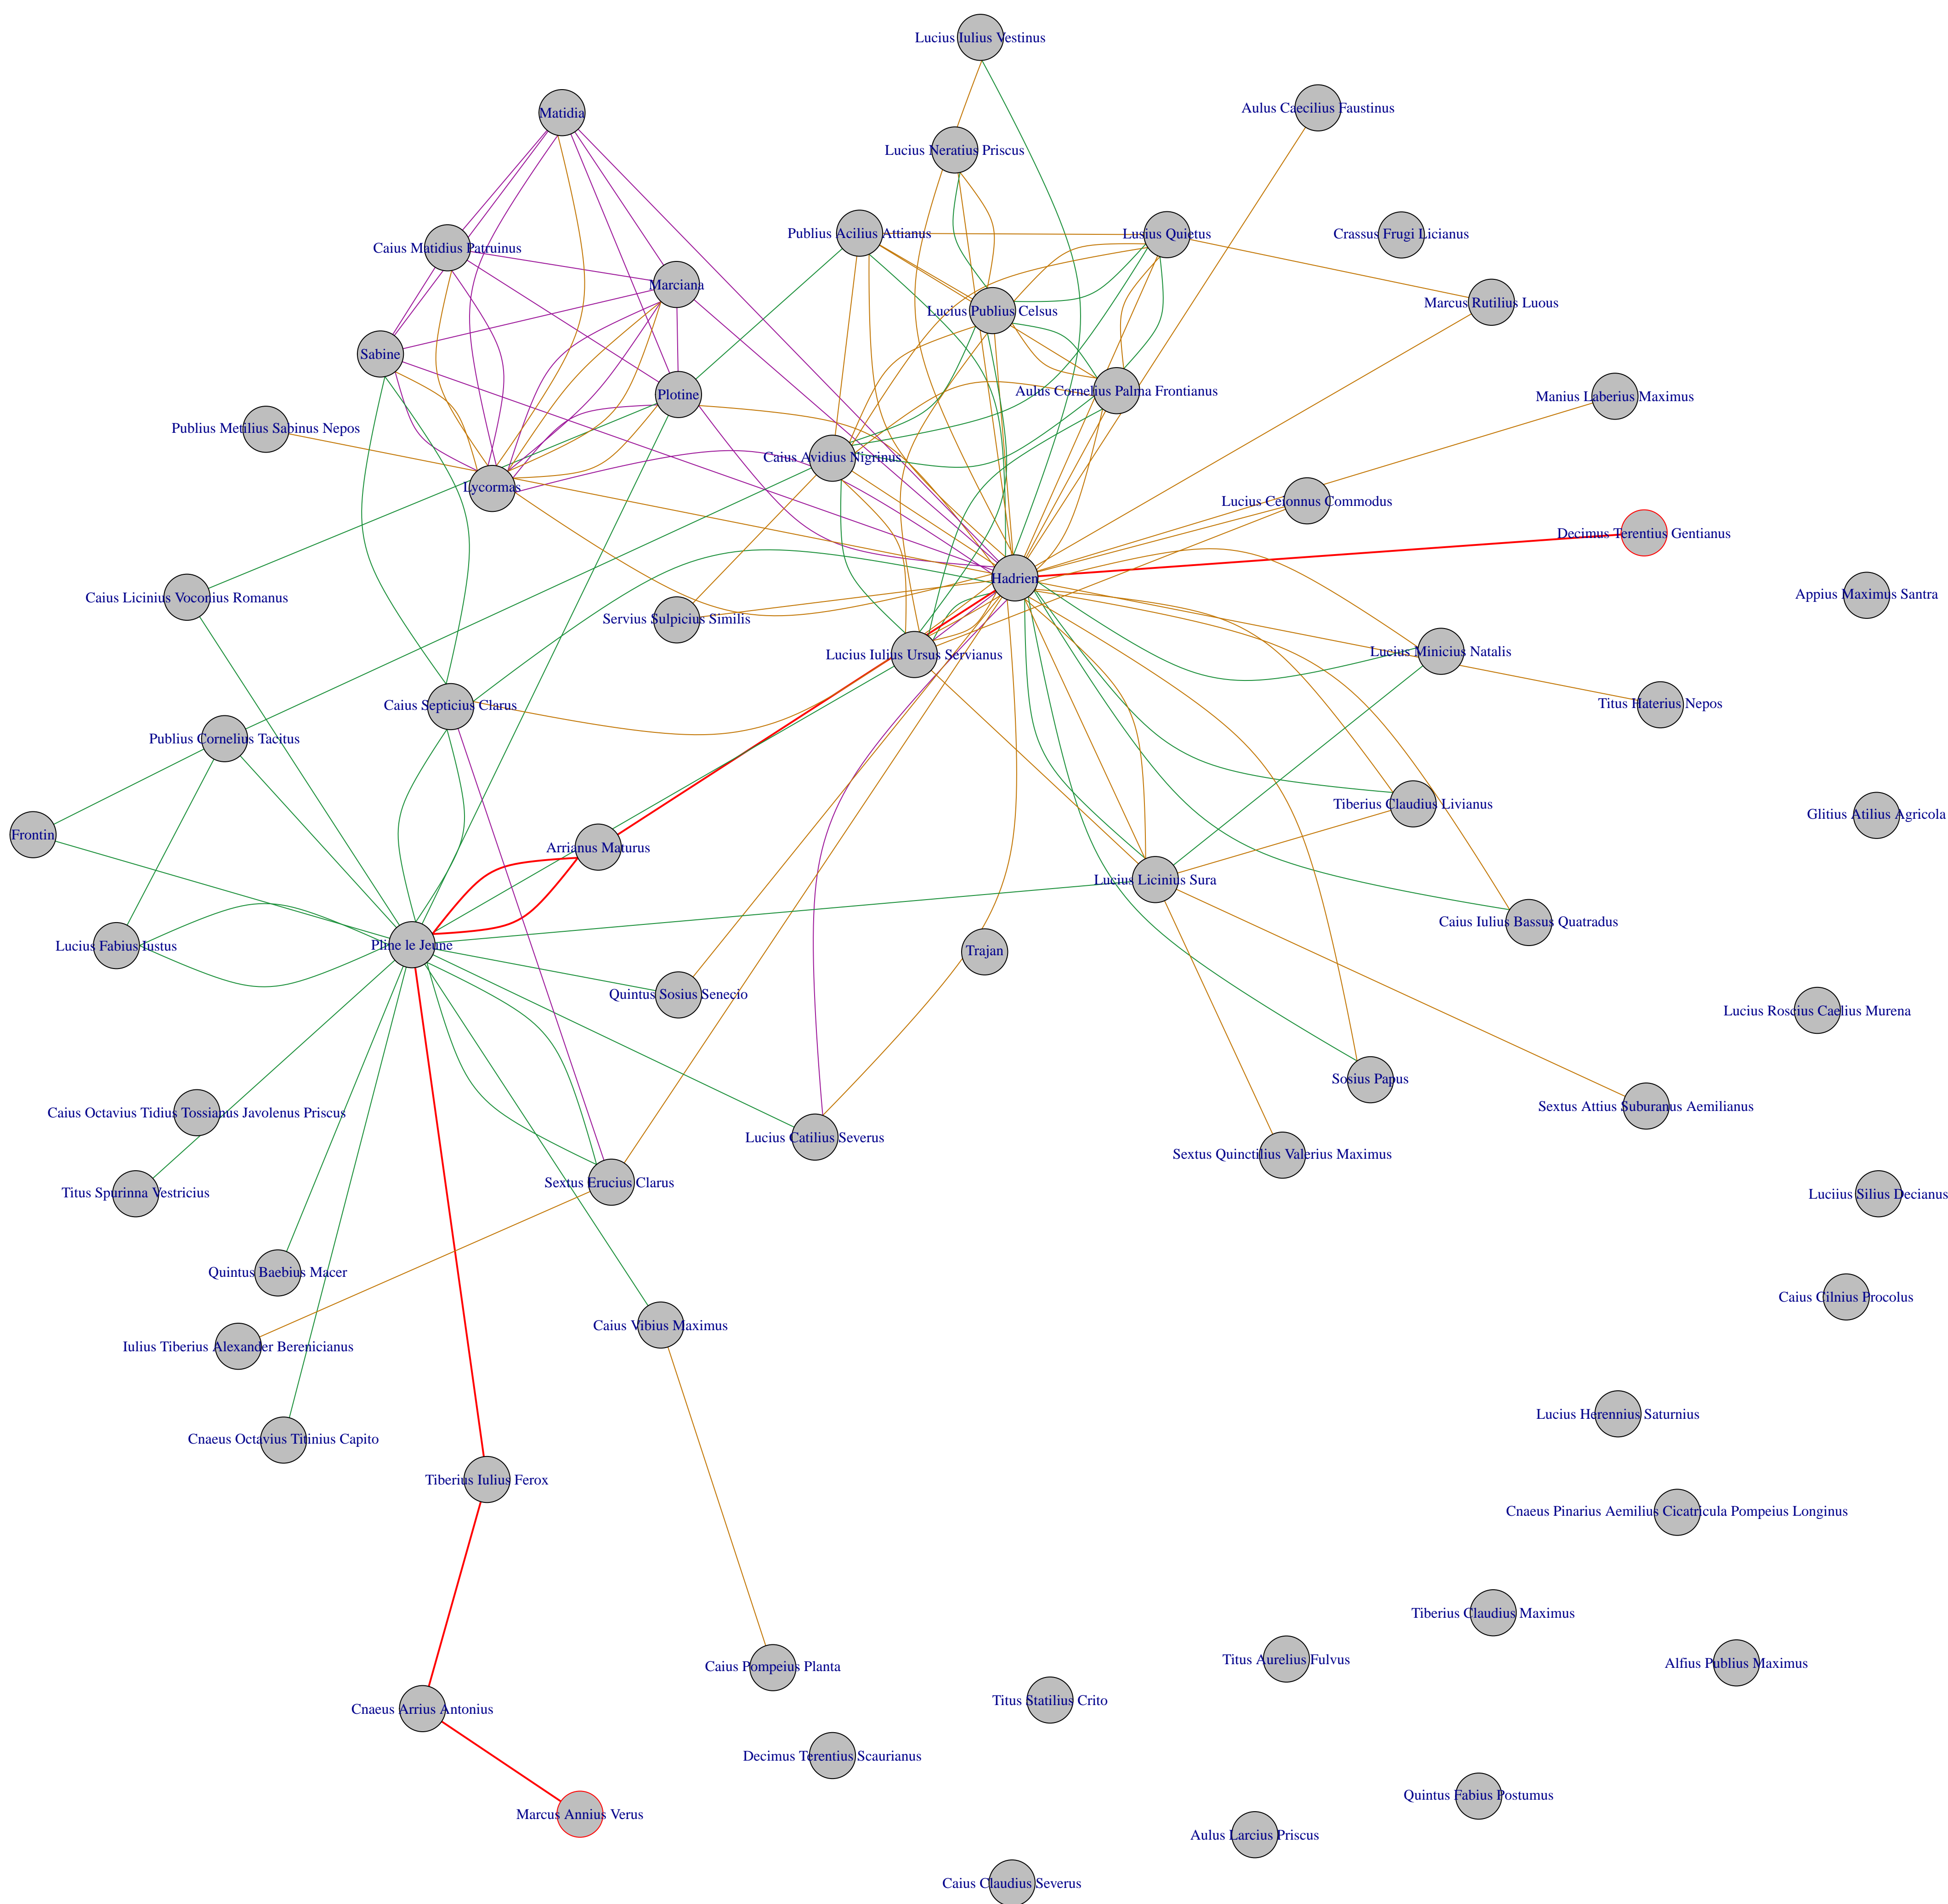 Lucius Iulius Vestinus
Aulus Caecilius Faustinus
Matidia
Lucius Neratius Priscus
Publius Acilius Attianus
Lusius Quietus
Crassus Frugi Licianus
Caius Matidius Patruinus
Marciana
Marcus Rutilius Luous
Lucius Publius Celsus
Sabine
Plotine
Aulus Cornelius Palma Frontianus
Manius Laberius Maximus
Publius Metilius Sabinus Nepos
Caius Avidius Nigrinus
Lycormas
Lucius Ceionnus Commodus
Decimus Terentius Gentianus
Hadrien
Caius Licinius Voconius Romanus
Appius Maximus Santra
Servius Sulpicius Similis
Lucius Iulius Ursus Servianus
Lucius Minicius Natalis
Caius Septicius Clarus
Titus Haterius Nepos
Publius Cornelius Tacitus
Tiberius Claudius Livianus
Glitius Atilius Agricola
Frontin
Arrianus Maturus
Lucius Licinius Sura
Caius Iulius Bassus Quatradus
Lucius Fabius Iustus
Pline le Jeune
Trajan
Quintus Sosius Senecio
Lucius Roscius Caelius Murena
Sosius Papus
Sextus Attius Suburanus Aemilianus
Caius Octavius Tidius Tossianus Javolenus Priscus
Lucius Catilius Severus
Sextus Quinctilius Valerius Maximus
Sextus Erucius Clarus
Titus Spurinna Vestricius
Luciius Silius Decianus
Quintus Baebius Macer
Caius Cilnius Procolus
Caius Vibius Maximus
Iulius Tiberius Alexander Berenicianus
Lucius Herennius Saturnius
Cnaeus Octavius Titinius Capito
Tiberius Iulius Ferox
Cnaeus Pinarius Aemilius Cicatricula Pompeius Longinus
Tiberius Claudius Maximus
Titus Aurelius Fulvus
Alfius Publius Maximus
Caius Pompeius Planta
Titus Statilius Crito
Cnaeus Arrius Antonius
Decimus Terentius Scaurianus
Quintus Fabius Postumus
Marcus Annius Verus
Aulus Larcius Priscus
Caius Claudius Severus